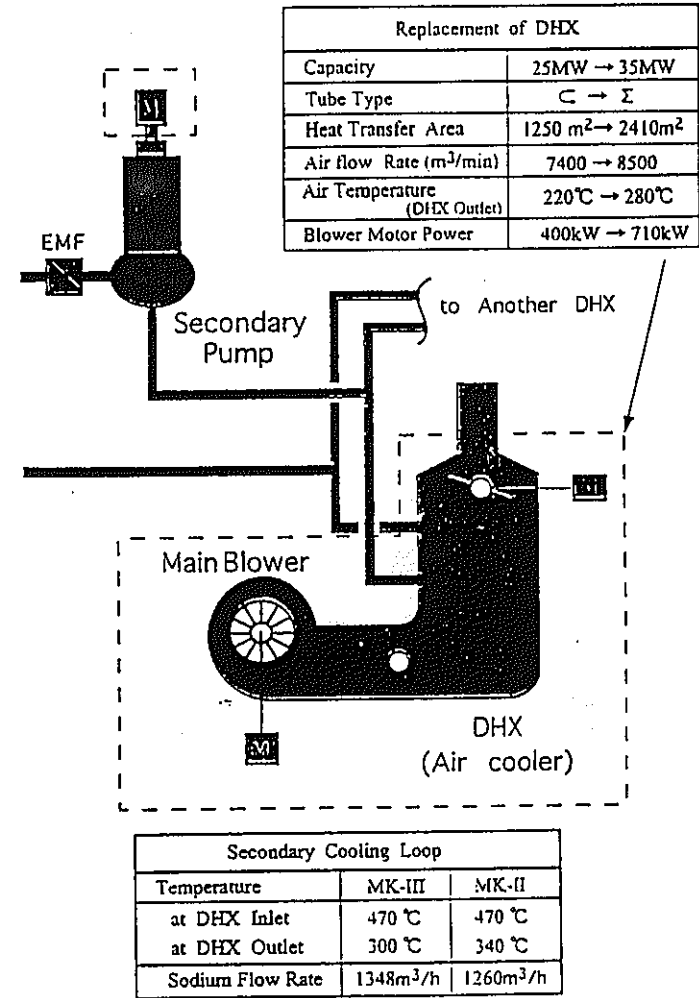 Replacement of DHX
Capacity 25MW → 35MW
Tube Type ⊂ → Σ
Heat Transfer Area 1250 m² → 2410m²
Air flow Rate (m³/min) 7400 → 8500
Air Temperature
(DHX Outlet) 220℃ → 280℃
Blower Motor Power 400kW → 710kW
M
EMF
Secondary
Pump
to Another DHX
M
Main Blower
M
DHX
(Air cooler)
Secondary Cooling Loop
Temperature MK-III MK-II
at DHX Inlet 470 ℃ 470 ℃
at DHX Outlet 300 ℃ 340 ℃
Sodium Flow Rate 1348m³/h 1260m³/h